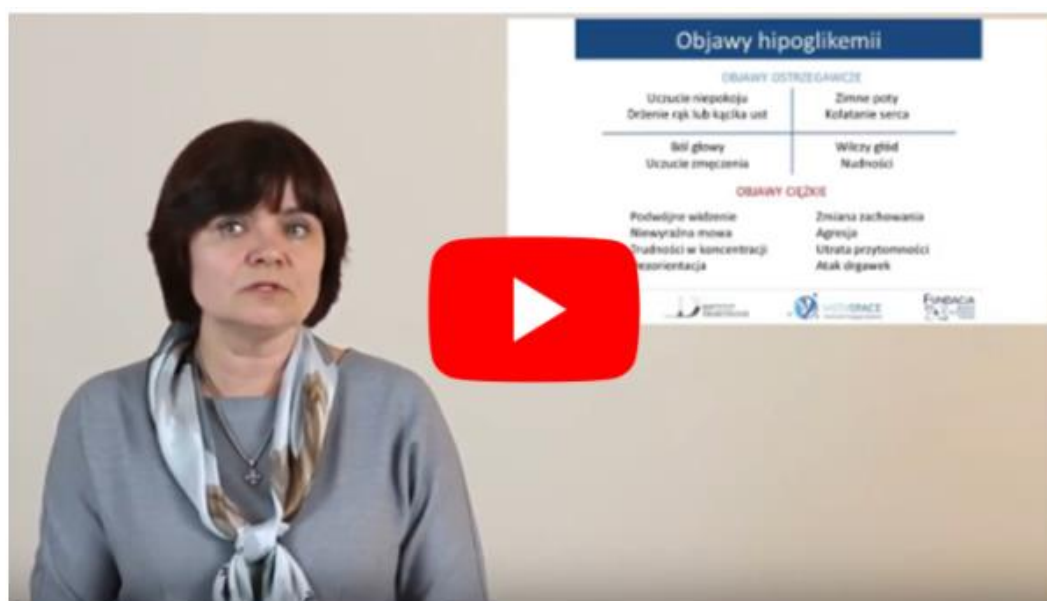 Objawy hipoglikemii
OBJAWY OSTRZEGAWCZE
Uczucie niepokoju
Drżenie rąk lub kącika ust
Zimne poty
Kołatanie serca
Ból głowy
Uczucie zmęczenia
Wilczy głód
Nudności
OBJAWY CIĘŻKIE
Podwójne widzenie
Niewyraźna mowa
Trudności w koncentracji
Zmiana zachowania
Agresja
Utrata przytomności
Atak drgawek
FUNDACJA